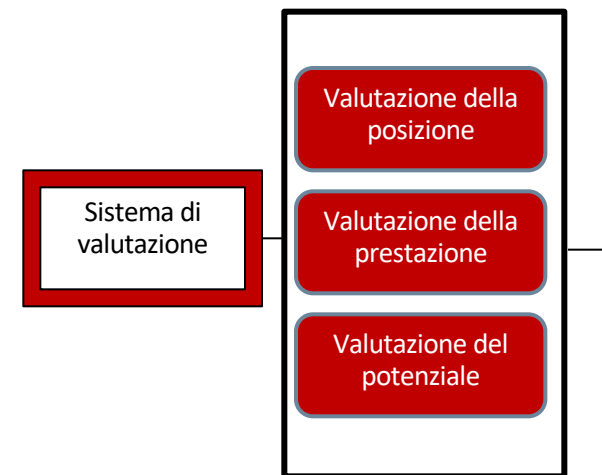 Sistema di
valutazione
Valutazione della
posizione
Valutazione della
prestazione
Valutazione del
potenziale